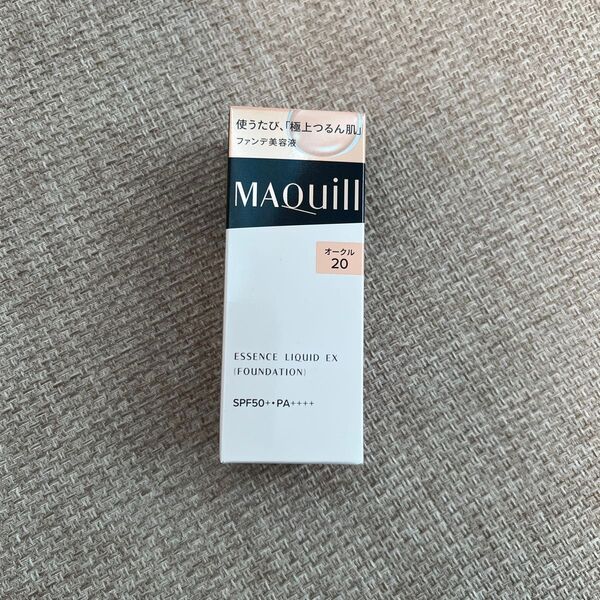 使うたび、「極上つるん肌」
ファンデ美容液
MAQuill
オークル
20
ESSENCE LIQUID EX
(FOUNDATION)
SPF50+・PA++++